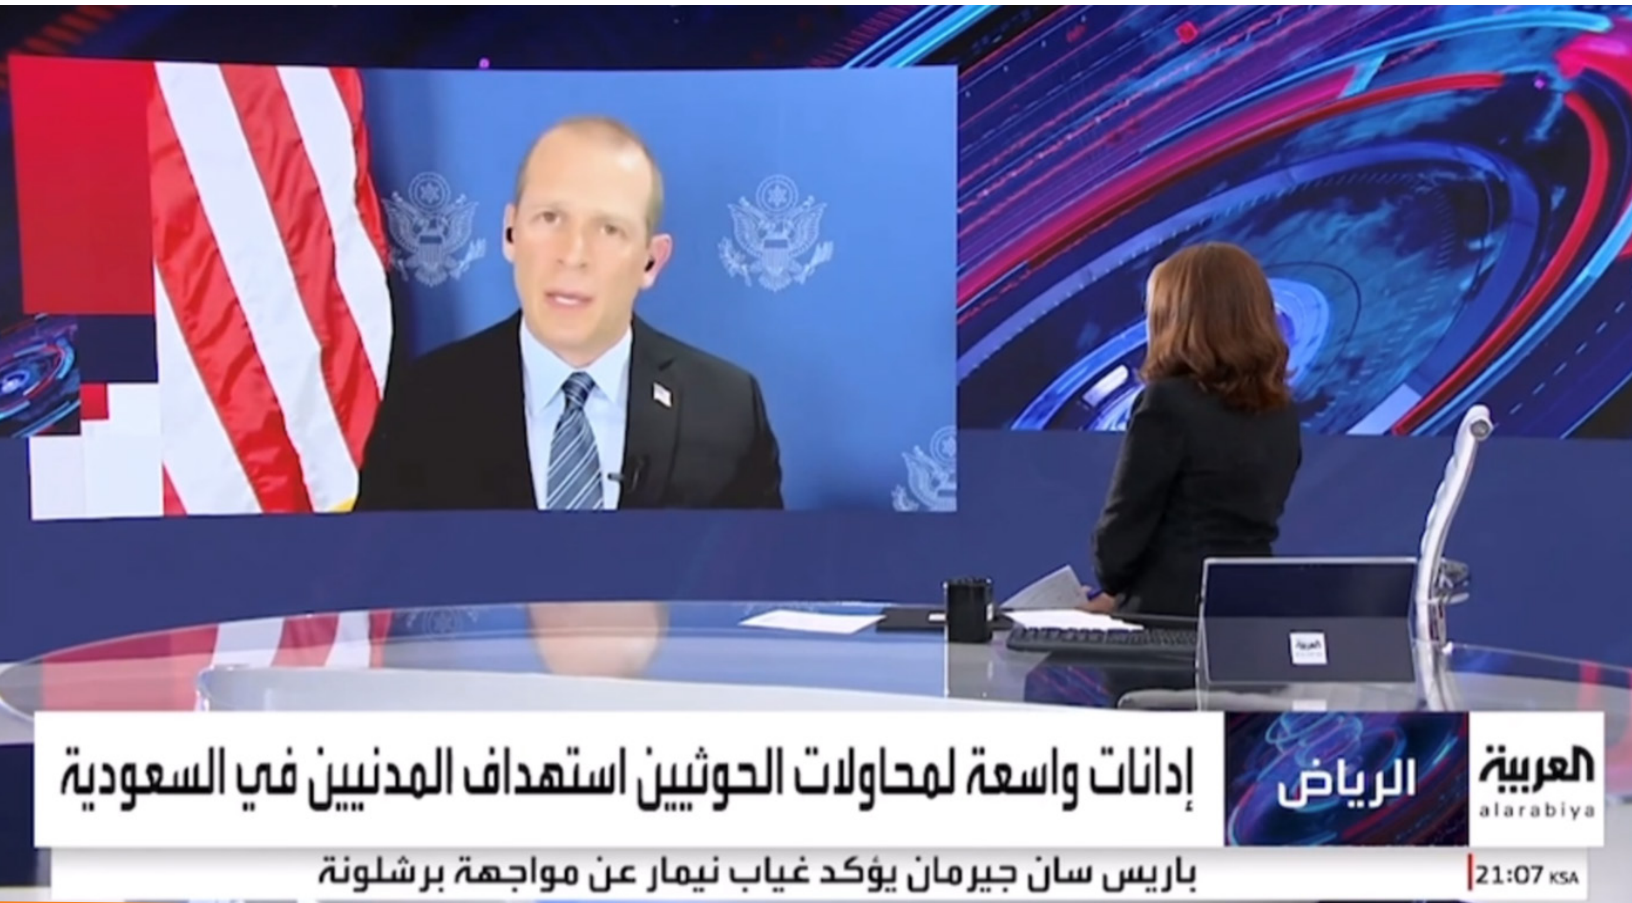 إدانات واسعة لمحاولات الحوثيين استهداف المدنيين في السعودية
الرياض
العربية
alarabiya
باريس سان جيرمان يؤكد غياب نيمار عن مواجهة برشلونة
21:07 KSA
العربية